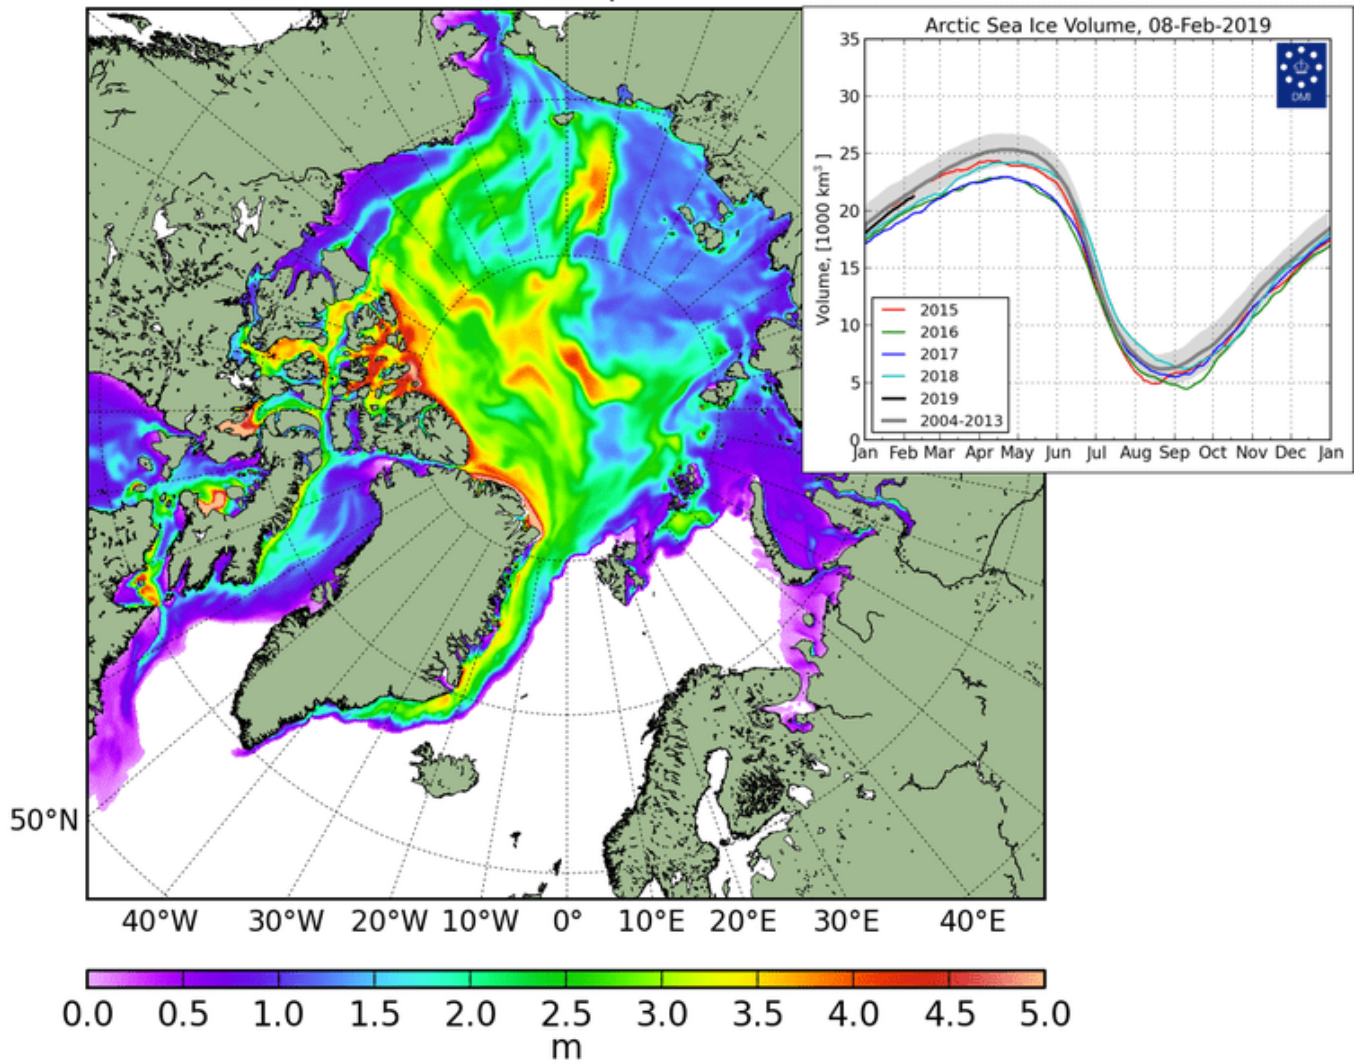 Arctic Sea Ice Volume, 08-Feb-2019
35
30
25
20
15
10
5
0
Volume, [1000 km³ ]
DMI
2015
2016
2017
2018
2019
2004-2013
Jan Feb Mar Apr May Jun Jul Aug Sep Oct Nov Dec Jan
50°N
40°W 30°W 20°W 10°W 0° 10°E 20°E 30°E 40°E
0.0 0.5 1.0 1.5 2.0 2.5 3.0 3.5 4.0 4.5 5.0
m